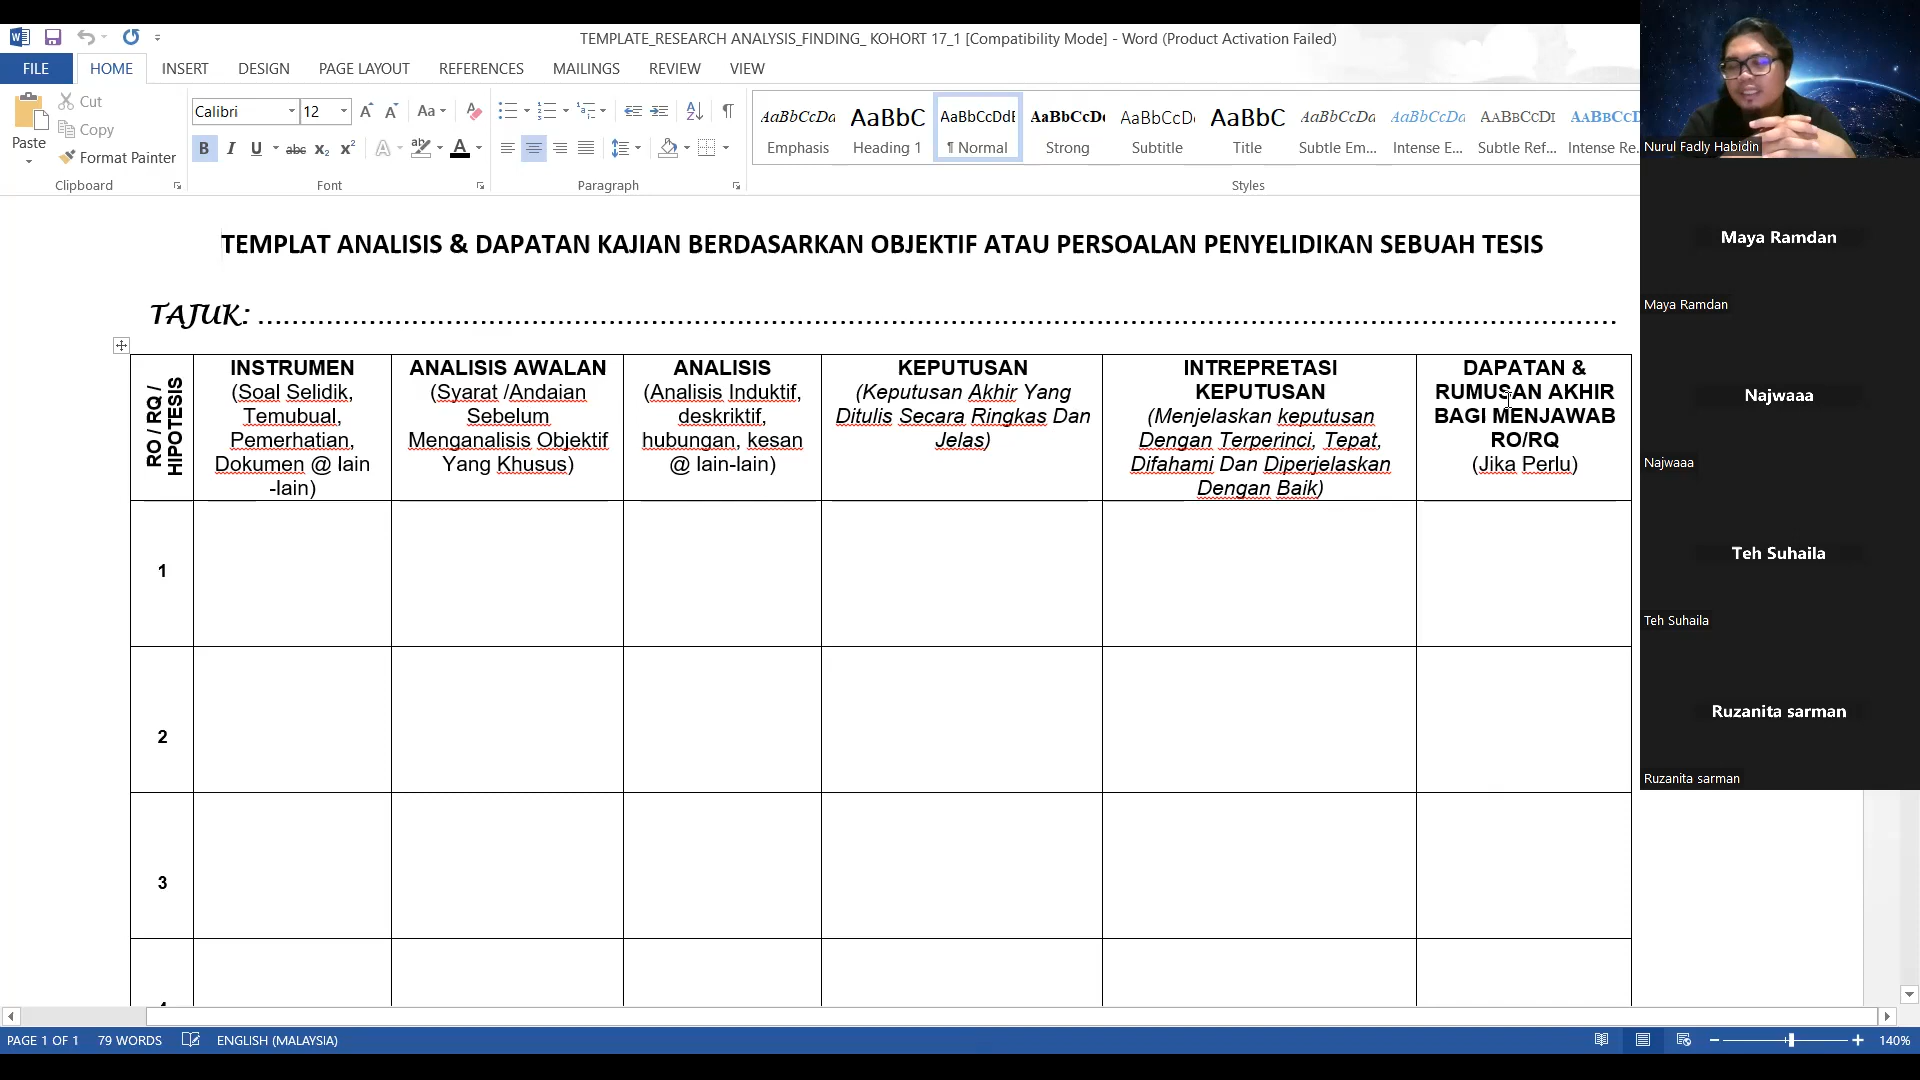 TEMPLATE_RESEARCH ANALYSIS_FINDING_ KOHORT 17_1 [Compatibility Mode] - Word (Product Activation Failed)
FILE HOME INSERT DESIGN PAGE LAYOUT REFERENCES MAILINGS REVIEW VIEW
Paste
Cut
Copy
Format Painter
Calibri 12
AaBbCcDd Emphasis
AaBbC Heading 1
AaBbCcDdE ¶ Normal
AaBbCcDc Strong
AaBbCcD Subtitle
AaBbC Title
AaBbCcDd Subtle Em...
AaBbCcDd Intense E...
AaBbCcDd Subtle Ref...
AaBbCcD Intense Re...
Clipboard Font Paragraph Styles
TEMPLAT ANALISIS & DAPATAN KAJIAN BERDASARKAN OBJEKTIF ATAU PERSOALAN PENYELIDIKAN SEBUAH TESIS
TAJUK: ........................................................................
RO / RQ /
HIPOTESIS
INSTRUMEN
(Soal Selidik,
Temubual,
Pemerhatian,
Dokumen @ lain
-lain)
ANALISIS AWALAN
(Syarat /Andaian
Sebelum
Menganalisis Objektif
Yang Khusus)
ANALISIS
(Analisis Induktif,
deskriktif,
hubungan, kesan
@ lain-lain)
KEPUTUSAN
(Keputusan Akhir Yang
Ditulis Secara Ringkas Dan
Jelas)
INTREPRETASI
KEPUTUSAN
(Menjelaskan keputusan
Dengan Terperinci, Tepat,
Difahami Dan Diperjelaskan
Dengan Baik)
DAPATAN &
RUMUSAN AKHIR
BAGI MENJAWAB
RO/RQ
(Jika Perlu)
1
2
3
PAGE 1 OF 1 79 WORDS ENGLISH (MALAYSIA) 140%
Nurul Fadly Habidin
Maya Ramdan
Maya Ramdan
Najwaaa
Najwaaa
Teh Suhaila
Teh Suhaila
Ruzanita sarman
Ruzanita sarman